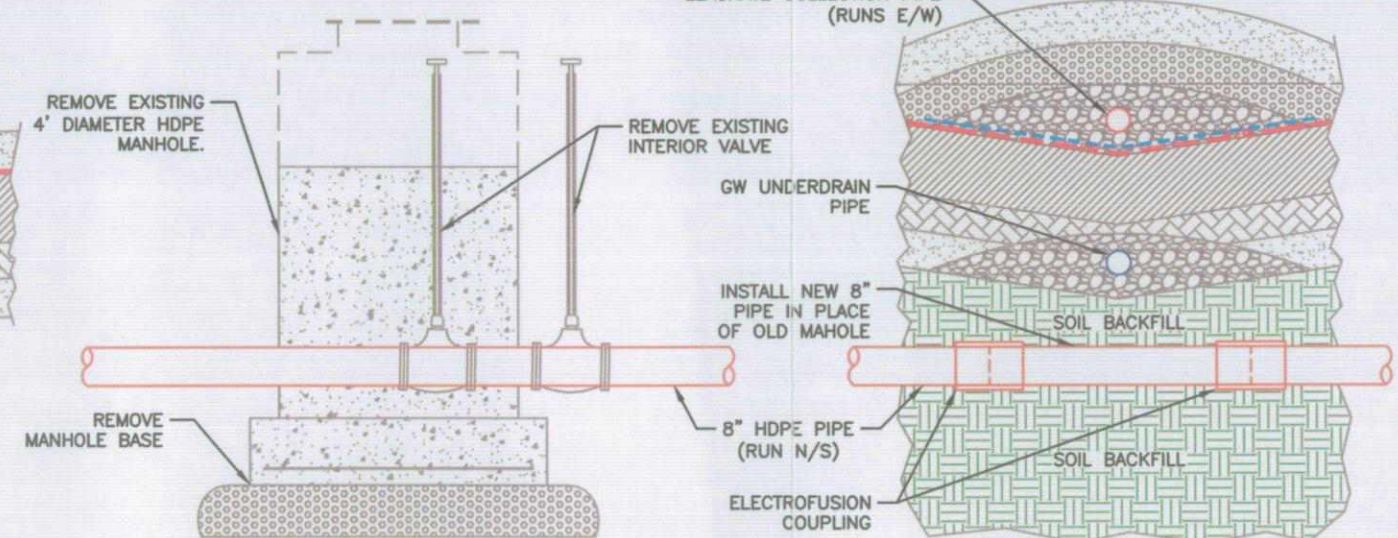 (RUNS E/W)
REMOVE EXISTING
4' DIAMETER HDPE
MANHOLE.
REMOVE EXISTING
INTERIOR VALVE
GW UNDERDRAIN
PIPE
INSTALL NEW 8"
PIPE IN PLACE
OF OLD MAHOLE
SOIL BACKFILL
REMOVE
MANHOLE BASE
8" HDPE PIPE
(RUN N/S)
SOIL BACKFILL
ELECTROFUSION
COUPLING